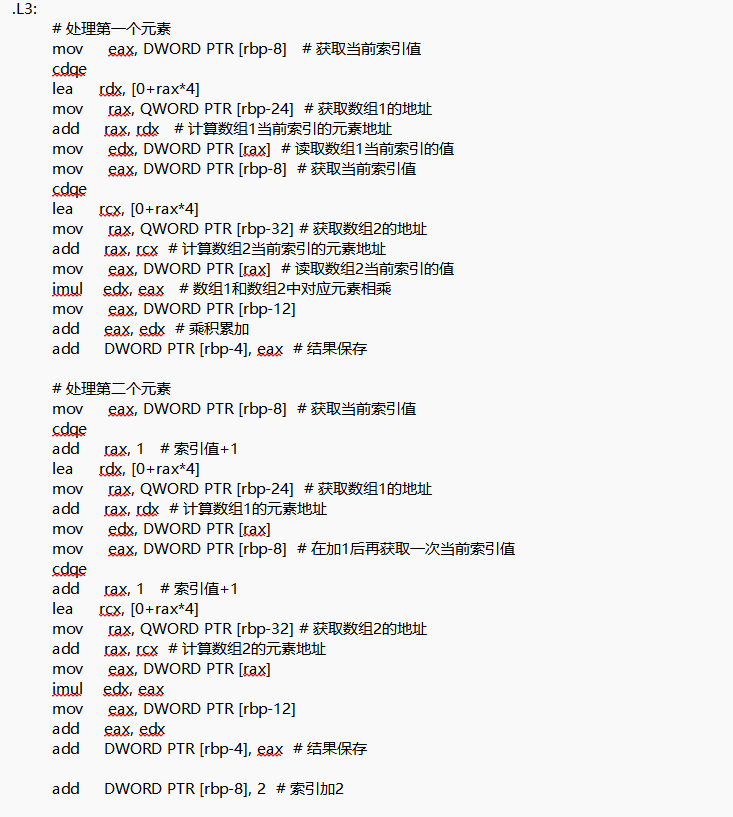 .L3:
# 处理第一个元素
mov eax, DWORD PTR [rbp-8] # 获取当前索引值
cdqe
lea rdx, [0+rax*4]
mov rax, QWORD PTR [rbp-24] # 获取数组1的地址
add rax, rdx # 计算数组1当前索引的元素地址
mov edx, DWORD PTR [rax] # 读取数组1当前索引的值
mov eax, DWORD PTR [rbp-8] # 获取当前索引值
cdqe
lea rcx, [0+rax*4]
mov rax, QWORD PTR [rbp-32] # 获取数组2的地址
add rax, rcx # 计算数组2当前索引的元素地址
mov eax, DWORD PTR [rax] # 读取数组2当前索引的值
imul edx, eax # 数组1和数组2中对应元素相乘
mov eax, DWORD PTR [rbp-12]
add eax, edx # 乘积累加
add DWORD PTR [rbp-4], eax # 结果保存
# 处理第二个元素
mov eax, DWORD PTR [rbp-8] # 获取当前索引值
cdqe
add rax, 1 # 索引值+1
lea rdx, [0+rax*4]
mov rax, QWORD PTR [rbp-24] # 获取数组1的地址
add rax, rdx # 计算数组1的元素地址
mov edx, DWORD PTR [rax]
mov eax, DWORD PTR [rbp-8] # 在加1后再获取一次当前索引值
cdqe
add rax, 1 # 索引值+1
lea rcx, [0+rax*4]
mov rax, QWORD PTR [rbp-32] # 获取数组2的地址
add rax, rcx # 计算数组2的元素地址
mov eax, DWORD PTR [rax]
imul edx, eax
mov eax, DWORD PTR [rbp-12]
add eax, edx
add DWORD PTR [rbp-4], eax # 结果保存
add DWORD PTR [rbp-8], 2 # 索引加2